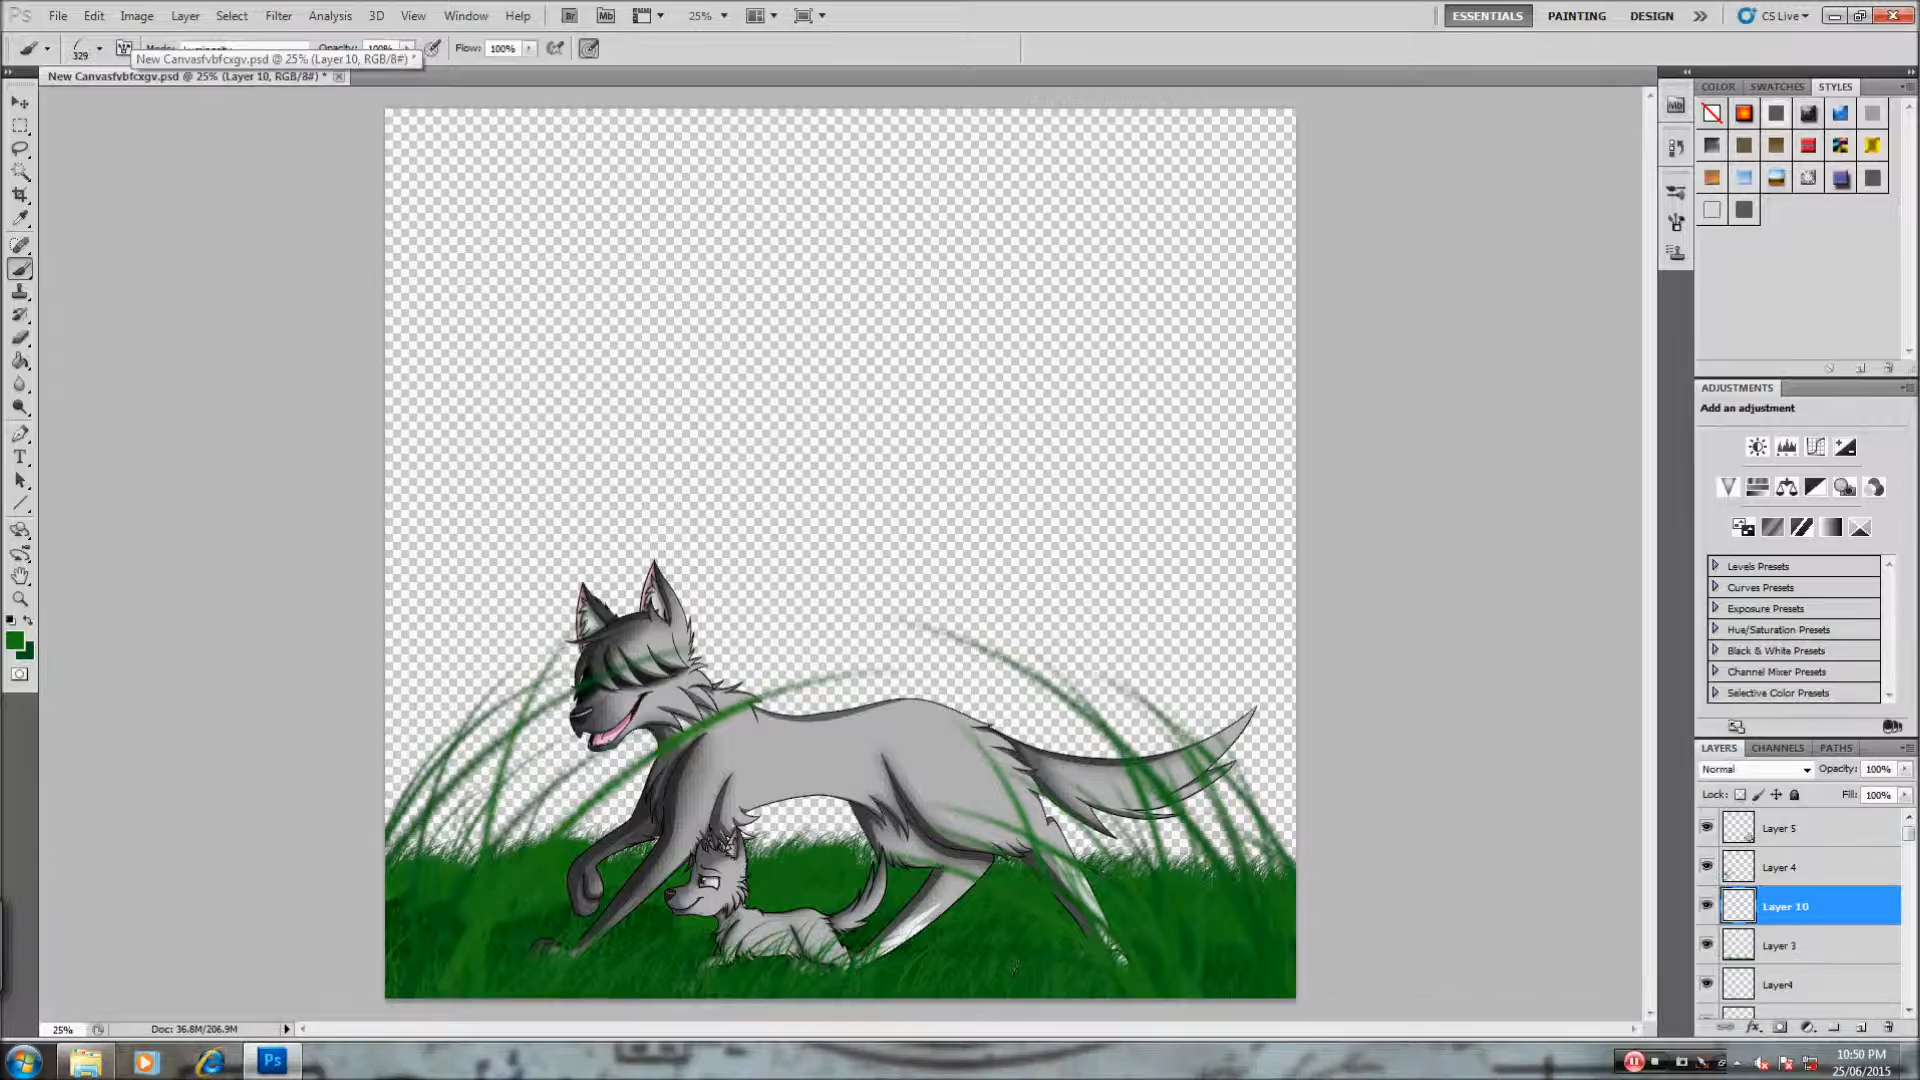 Ps File Edit Image Layer Select Filter Analysis 3D View Window Help Br Mb 25% ESSENTIALS PAINTING DESIGN CS Live
329 Mode: Luminosity Opacity: 100% Flow: 100%
New Canvasfvbfcxgv.psd @ 25% (Layer 10, RGB/8#) *
New Canvasfvbfcxgv.psd @ 25% (Layer 10, RGB/8#) *
COLOR SWATCHES STYLES
Mb
ADJUSTMENTS
Add an adjustment
Levels Presets
Curves Presets
Exposure Presets
Hue/Saturation Presets
Black & White Presets
Channel Mixer Presets
Selective Color Presets
LAYERS CHANNELS PATHS
Normal Opacity: 100%
Lock: Fill: 100%
Layer 5
Layer 4
Layer 10
Layer 3
Layer4
25% Doc: 36.8M/206.9M
Ps
10:50 PM
25/06/2015